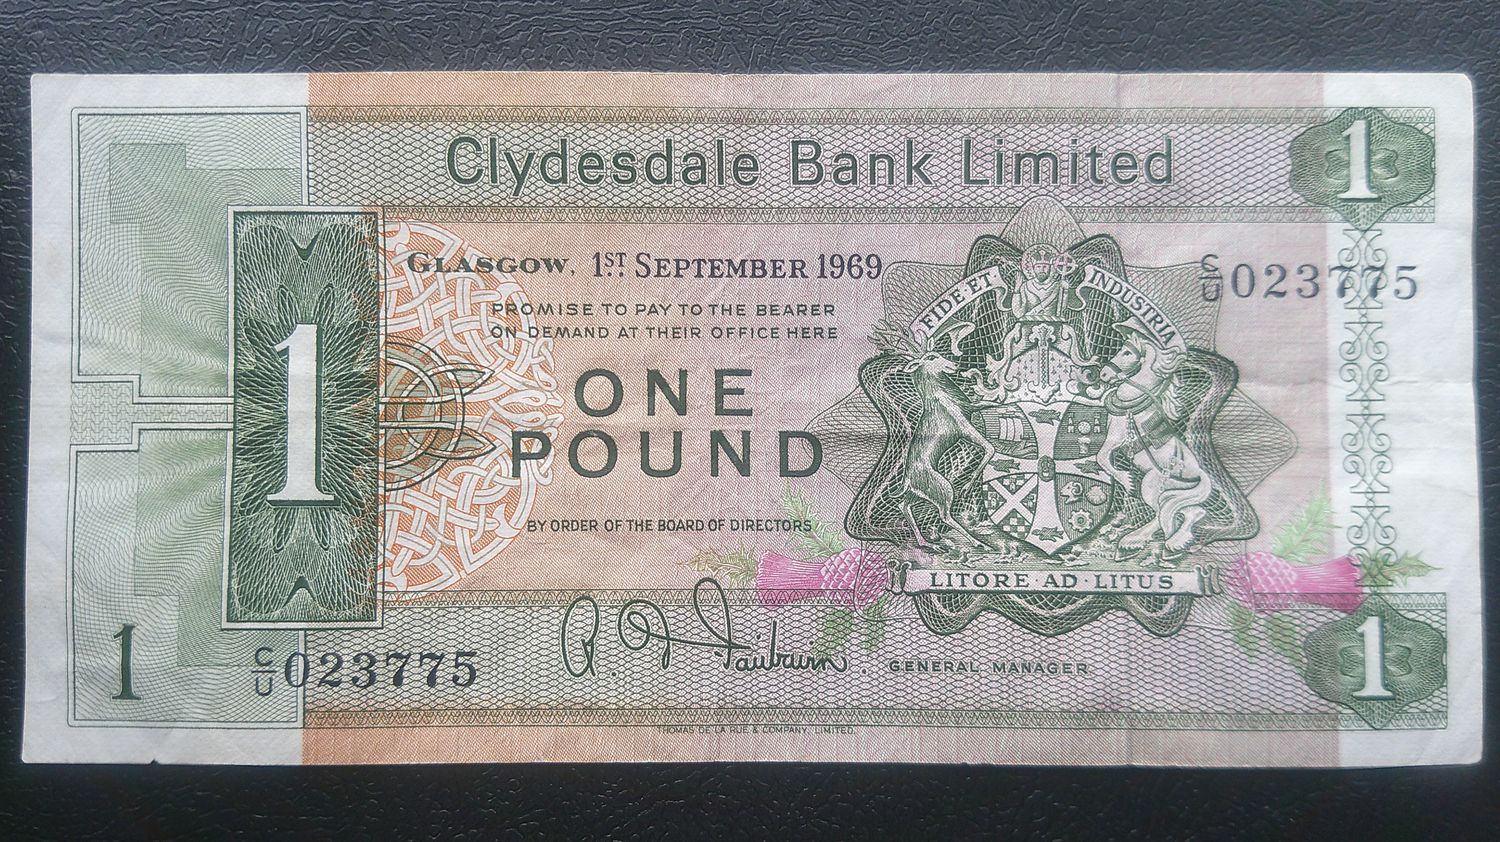 Clydesdale Bank Limited
1
1
GLASGOW, 1ST SEPTEMBER 1969
C/U 023775
PROMISE TO PAY TO THE BEARER
ON DEMAND AT THEIR OFFICE HERE
FIDE ET INDUSTRIA
ONE
POUND
BY ORDER OF THE BOARD OF DIRECTORS
LITORE · AD · LITUS
1
C/U 023775
GENERAL MANAGER
1
THOMAS DE LA RUE & COMPANY, LIMITED.